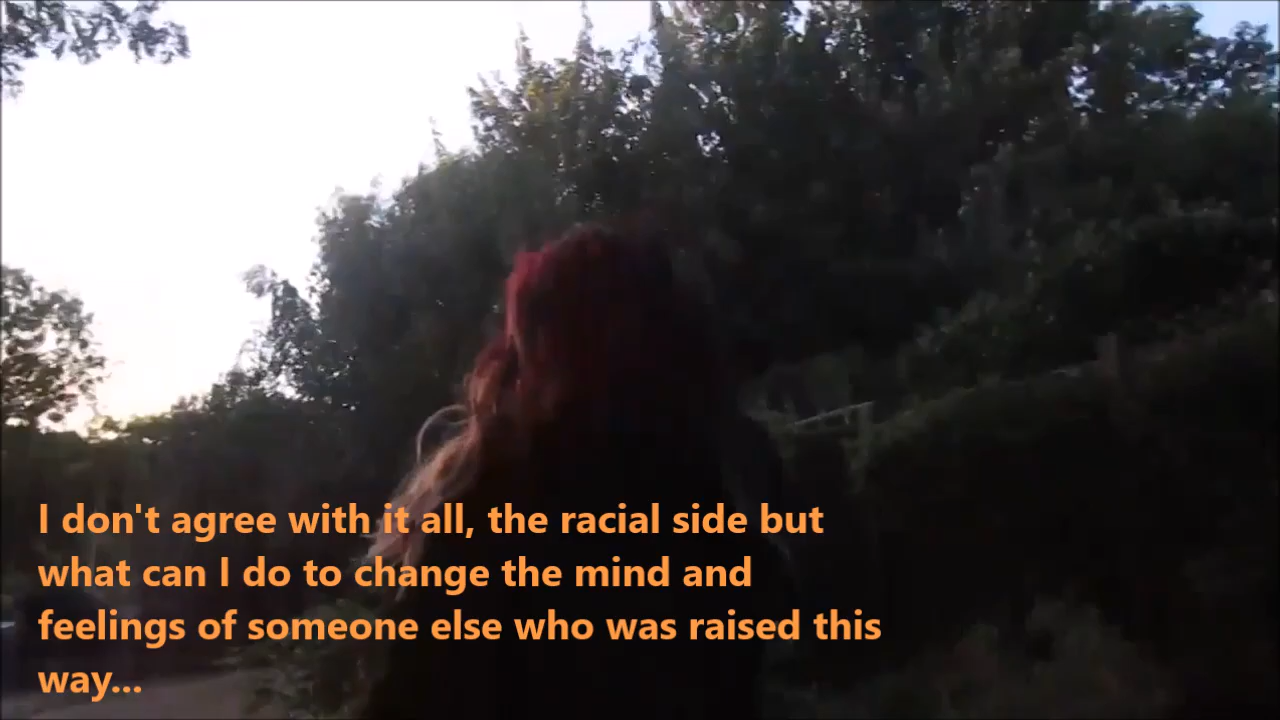 I don't agree with it all, the racial side but
what can I do to change the mind and
feelings of someone else who was raised this
way...